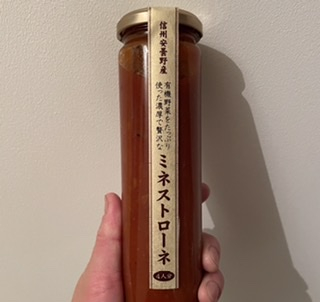 信州安曇野産
有機野菜をたっぷり
使った濃厚で贅沢な
ミネストローネ
4人分